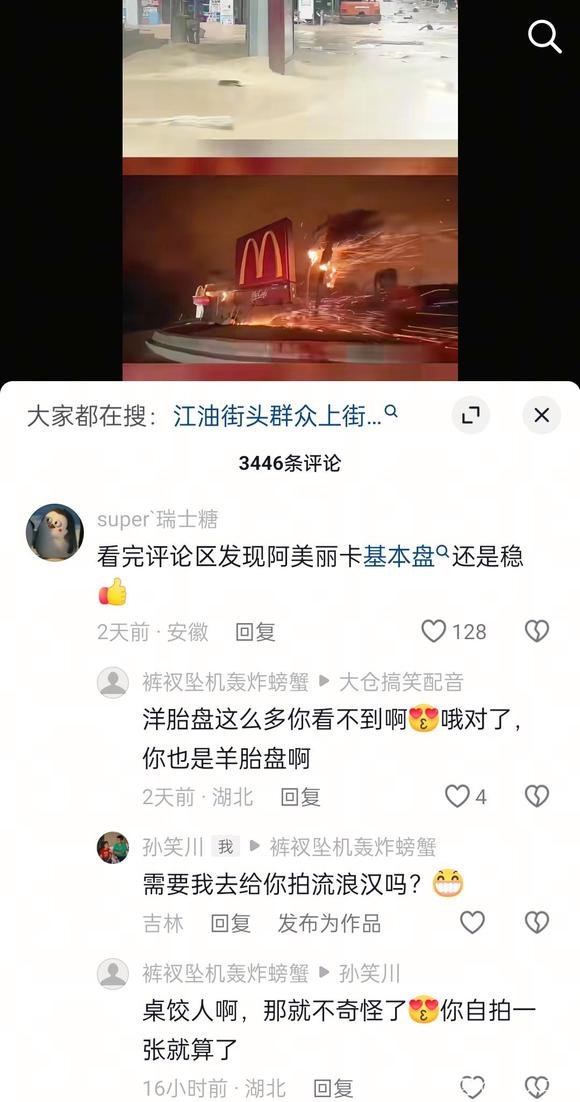 大家都在搜：江油街头群众上街...
3446条评论
super`瑞士糖
看完评论区发现阿美丽卡基本盘还是稳
👍
2天前 · 安徽 回复 128
裤衩坠机轰炸螃蟹 ▶ 大仓搞笑配音
洋胎盘这么多你看不到啊😍哦对了，
你也是羊胎盘啊
2天前 · 湖北 回复 4
孙笑川 我 ▶ 裤衩坠机轰炸螃蟹
需要我去给你拍流浪汉吗？😁
吉林 回复 发布为作品
裤衩坠机轰炸螃蟹 ▶ 孙笑川
桌饺人啊，那就不奇怪了😍你自拍一
张就算了
16小时前 · 湖北 回复